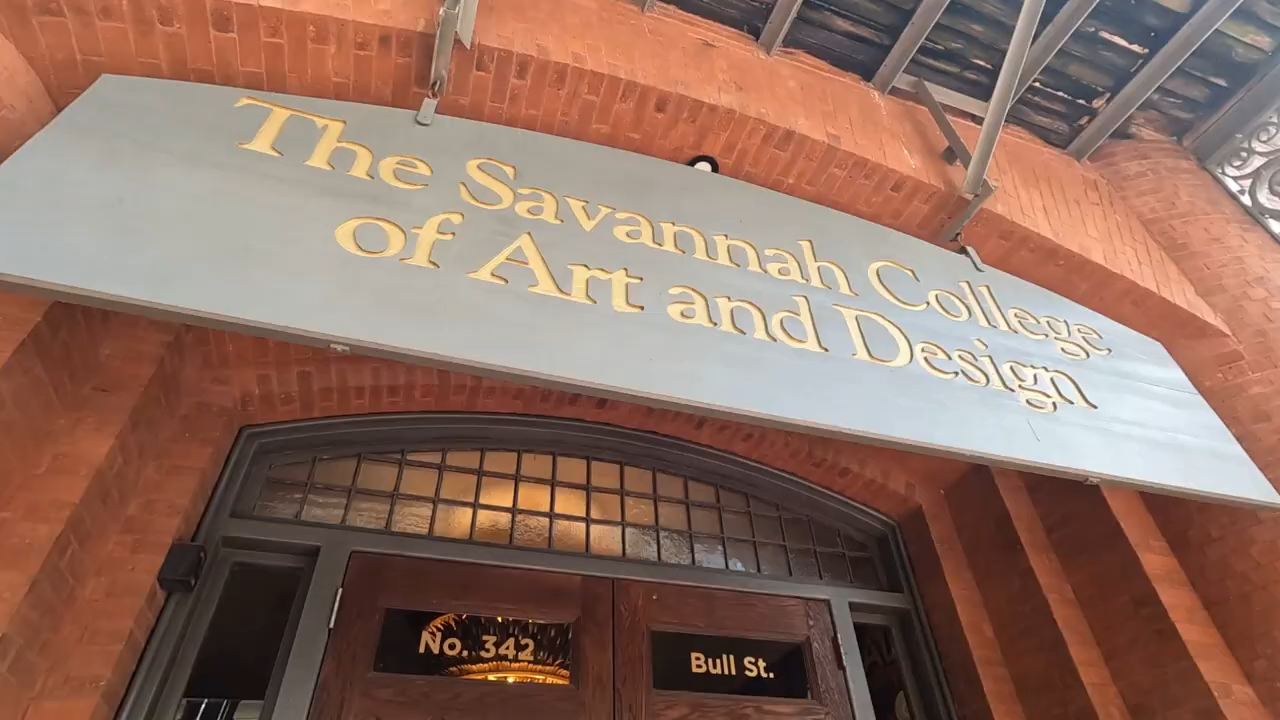 The Savannah College
of Art and Design
No. 342
Bull St.